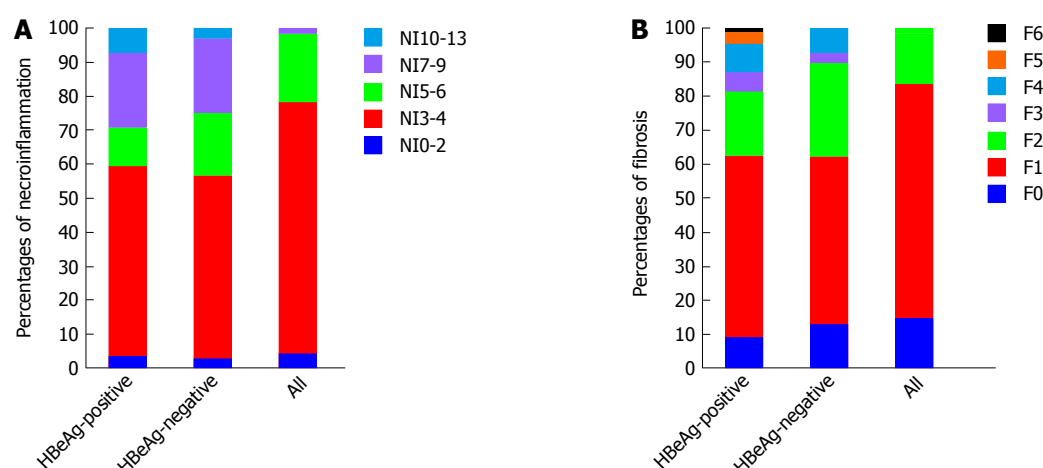 A
Percentages of necroinflammation
100
90
80
70
60
50
40
30
20
10
0
HBeAg-positive
HBeAg-negative
All
NI10-13
NI7-9
NI5-6
NI3-4
NI0-2
B
Percentages of fibrosis
100
90
80
70
60
50
40
30
20
10
0
HBeAg-positive
HBeAg-negative
All
F6
F5
F4
F3
F2
F1
F0